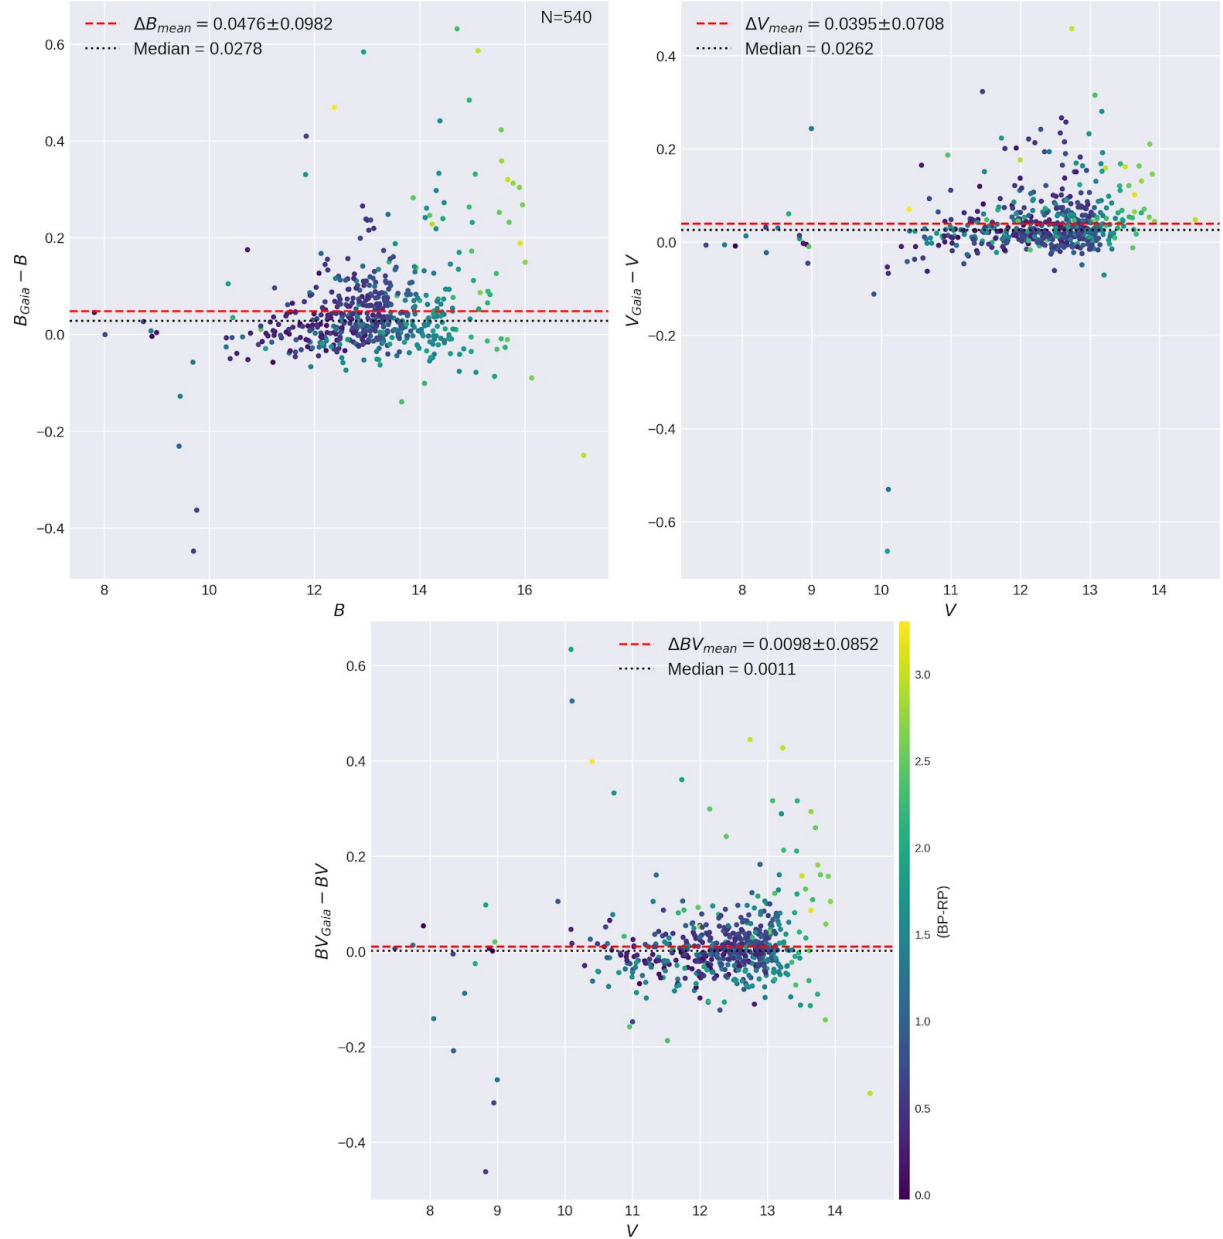 ΔB_mean = 0.0476±0.0982
Median = 0.0278
N=540
0.6
0.4
0.2
0.0
−0.2
−0.4
B_Gaia − B
8 10 12 14 16
B
ΔV_mean = 0.0395±0.0708
Median = 0.0262
0.4
0.2
0.0
−0.2
−0.4
−0.6
V_Gaia − V
8 9 10 11 12 13 14
V
ΔBV_mean = 0.0098±0.0852
Median = 0.0011
0.6
0.4
0.2
0.0
−0.2
−0.4
BV_Gaia − BV
8 9 10 11 12 13 14
V
3.0
2.5
2.0
1.5
1.0
0.5
0.0
(BP-RP)